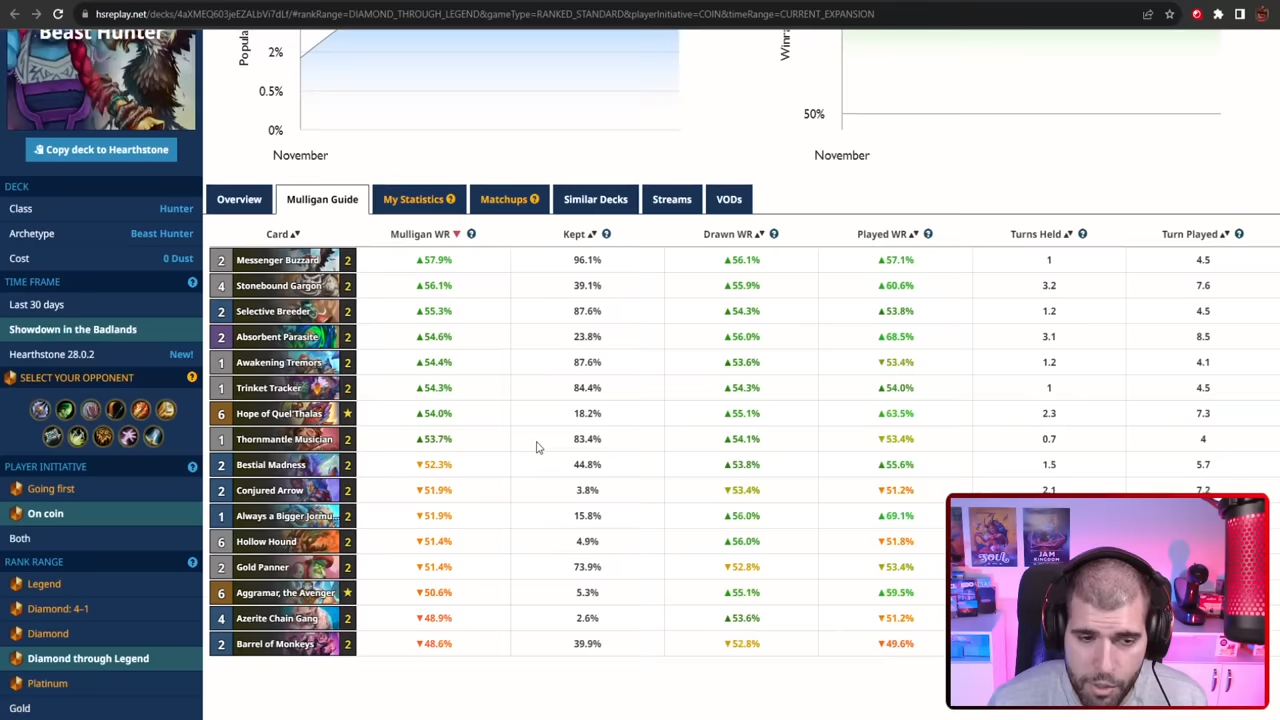 hsreplay.net/decks/4aXMEQ603jeEZALbVi7dLf/#rankRange=DIAMOND_THROUGH_LEGEND&gameType=RANKED_STANDARD&playerInitiative=COIN&timeRange=CURRENT_EXPANSION
Beast Hunter
Copy deck to Hearthstone
DECK
Class Hunter
Archetype Beast Hunter
Cost 0 Dust
TIME FRAME
Last 30 days
Showdown in the Badlands
Hearthstone 28.0.2 New!
SELECT YOUR OPPONENT
PLAYER INITIATIVE
Going first
On coin
Both
RANK RANGE
Legend
Diamond: 4–1
Diamond
Diamond through Legend
Platinum
Gold
Popula
2%
0.5%
0%
November
Winra
50%
November
Overview Mulligan Guide My Statistics Matchups Similar Decks Streams VODs
Card Mulligan WR Kept Drawn WR Played WR Turns Held Turn Played
2 Messenger Buzzard 2 ▲57.9% 96.1% ▲56.1% ▲57.1% 1 4.5
4 Stonebound Gargon 2 ▲56.1% 39.1% ▲55.9% ▲60.6% 3.2 7.6
2 Selective Breeder 2 ▲55.3% 87.6% ▲54.3% ▲53.8% 1.2 4.5
2 Absorbent Parasite 2 ▲54.6% 23.8% ▲56.0% ▲68.5% 3.1 8.5
1 Awakening Tremors 2 ▲54.4% 87.6% ▲53.6% ▼53.4% 1.2 4.1
1 Trinket Tracker 2 ▲54.3% 84.4% ▲54.3% ▲54.0% 1 4.5
6 Hope of Quel'Thalas ★ ▲54.0% 18.2% ▲55.1% ▲63.5% 2.3 7.3
1 Thornmantle Musician 2 ▲53.7% 83.4% ▲54.1% ▼53.4% 0.7 4
2 Bestial Madness 2 ▼52.3% 44.8% ▲53.8% ▲55.6% 1.5 5.7
2 Conjured Arrow 2 ▼51.9% 3.8% ▼53.4% ▼51.2% 2.1 7.2
1 Always a Bigger Jormu... 2 ▼51.9% 15.8% ▲56.0% ▲69.1%
6 Hollow Hound 2 ▼51.4% 4.9% ▲56.0% ▼51.8%
2 Gold Panner 2 ▼51.4% 73.9% ▼52.8% ▼53.4%
6 Aggramar, the Avenger ★ ▼50.6% 5.3% ▲55.1% ▲59.5%
4 Azerite Chain Gang 2 ▼48.9% 2.6% ▲53.6% ▼51.2%
2 Barrel of Monkeys 2 ▼48.6% 39.9% ▼52.8% ▼49.6%
SOUL
JAM
KINGDOM